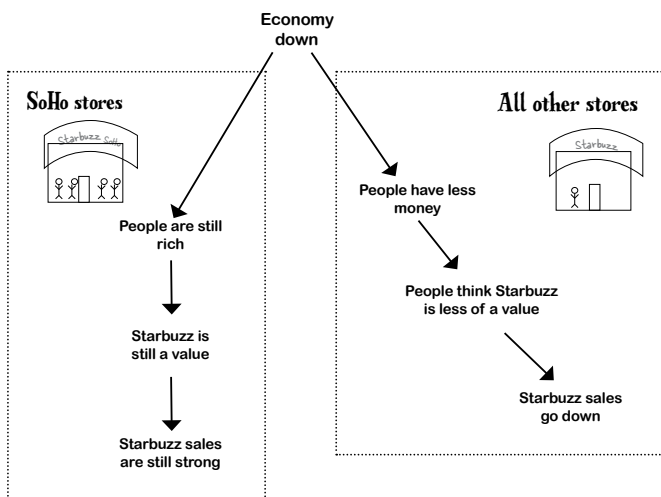 Economy
down
SoHo stores
Starbuzz SoHo
People are still
rich
Starbuzz is
still a value
Starbuzz sales
are still strong
All other stores
Starbuzz
People have less
money
People think Starbuzz
is less of a value
Starbuzz sales
go down